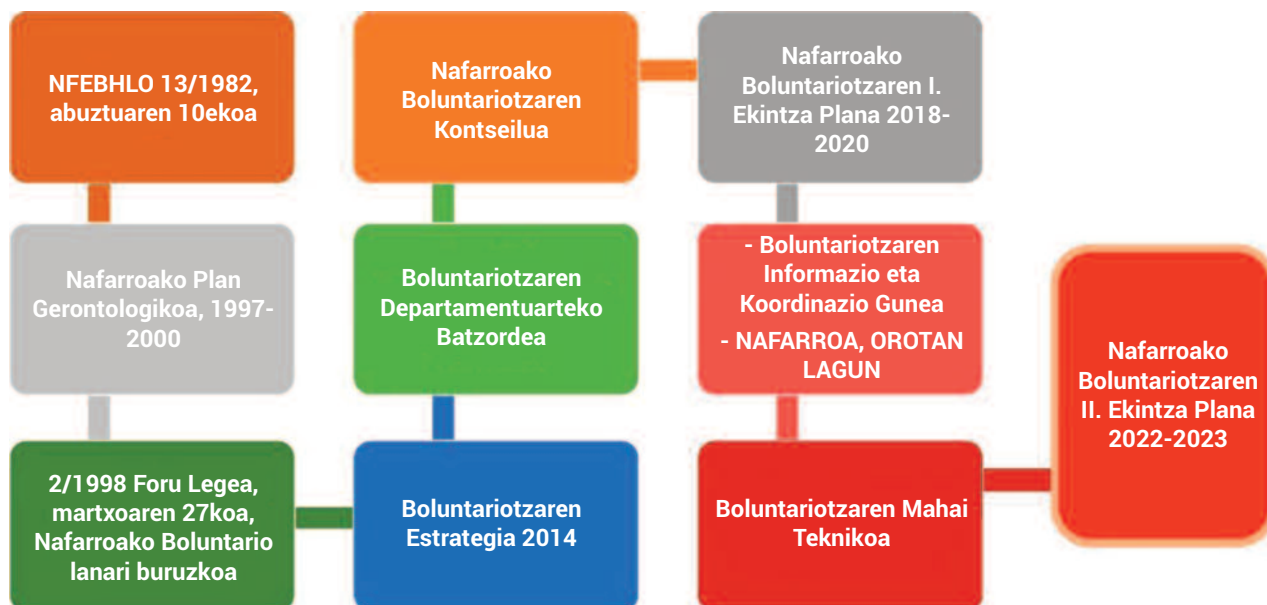 NFEBHLO 13/1982,
abuztuaren 10ekoa
Nafarroako Plan
Gerontologikoa, 1997-
2000
2/1998 Foru Legea,
martxoaren 27koa,
Nafarroako Boluntario
lanari buruzkoa
Boluntariotzaren
Estrategia 2014
Boluntariotzaren
Departamentuarteko
Batzordea
Nafarroako
Boluntariotzaren
Kontseilua
Nafarroako
Boluntariotzaren I.
Ekintza Plana 2018-
2020
- Boluntariotzaren
Informazio eta
Koordinazio Gunea
- NAFARROA, OROTAN
LAGUN
Boluntariotzaren Mahai
Teknikoa
Nafarroako
Boluntariotzaren
II. Ekintza Plana
2022-2023